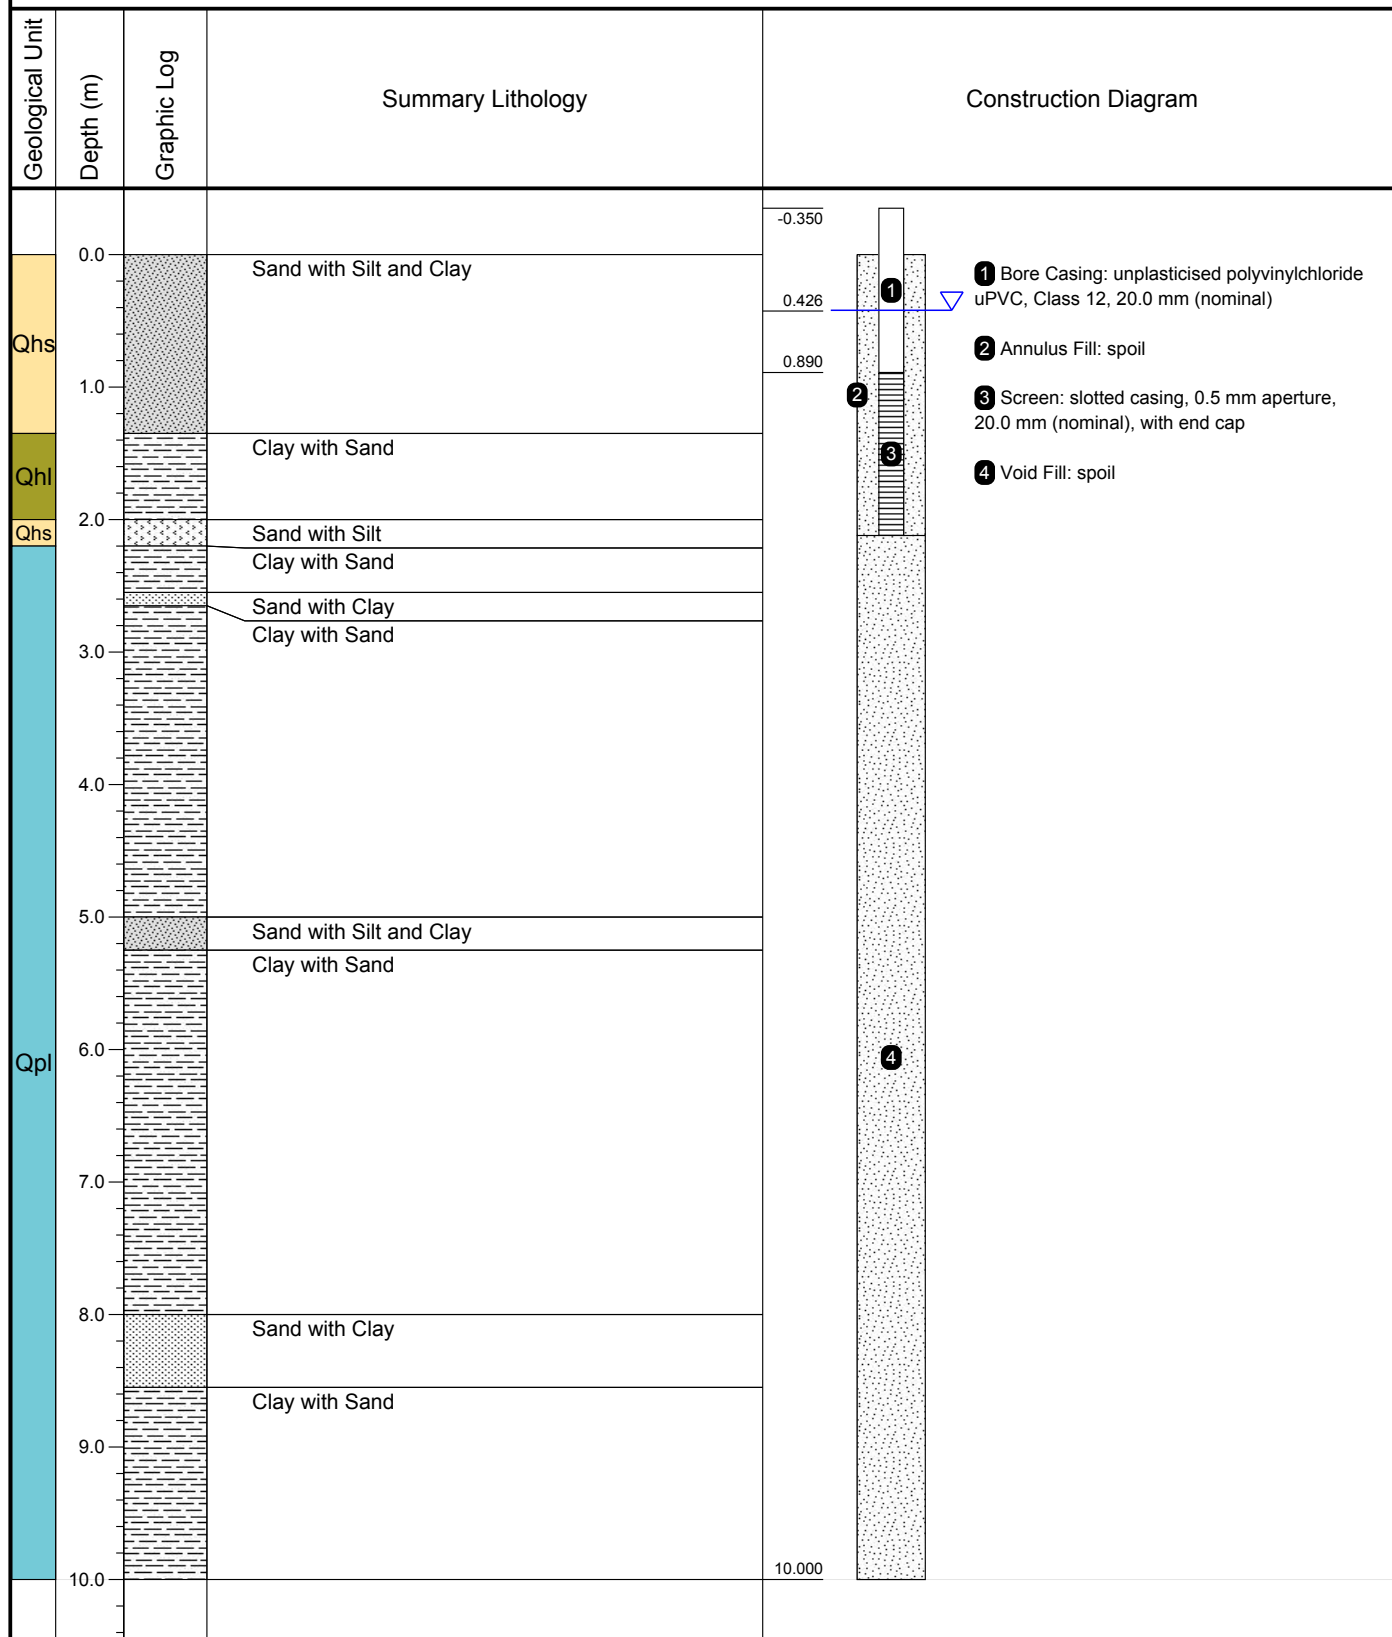 Geological Unit
Depth (m)
Graphic Log
Summary Lithology
Construction Diagram
-0.350
0.0
Sand with Silt and Clay
1 Bore Casing: unplasticised polyvinylchloride
uPVC, Class 12, 20.0 mm (nominal)
1
0.426
Qhs
2 Annulus Fill: spoil
0.890
1.0
2
3 Screen: slotted casing, 0.5 mm aperture,
20.0 mm (nominal), with end cap
Clay with Sand
3
Qhl
4 Void Fill: spoil
2.0
Qhs
Sand with Silt
Clay with Sand
Sand with Clay
Clay with Sand
3.0
4.0
5.0
Sand with Silt and Clay
Clay with Sand
6.0
Qpl
4
7.0
8.0
Sand with Clay
Clay with Sand
9.0
10.000
10.0